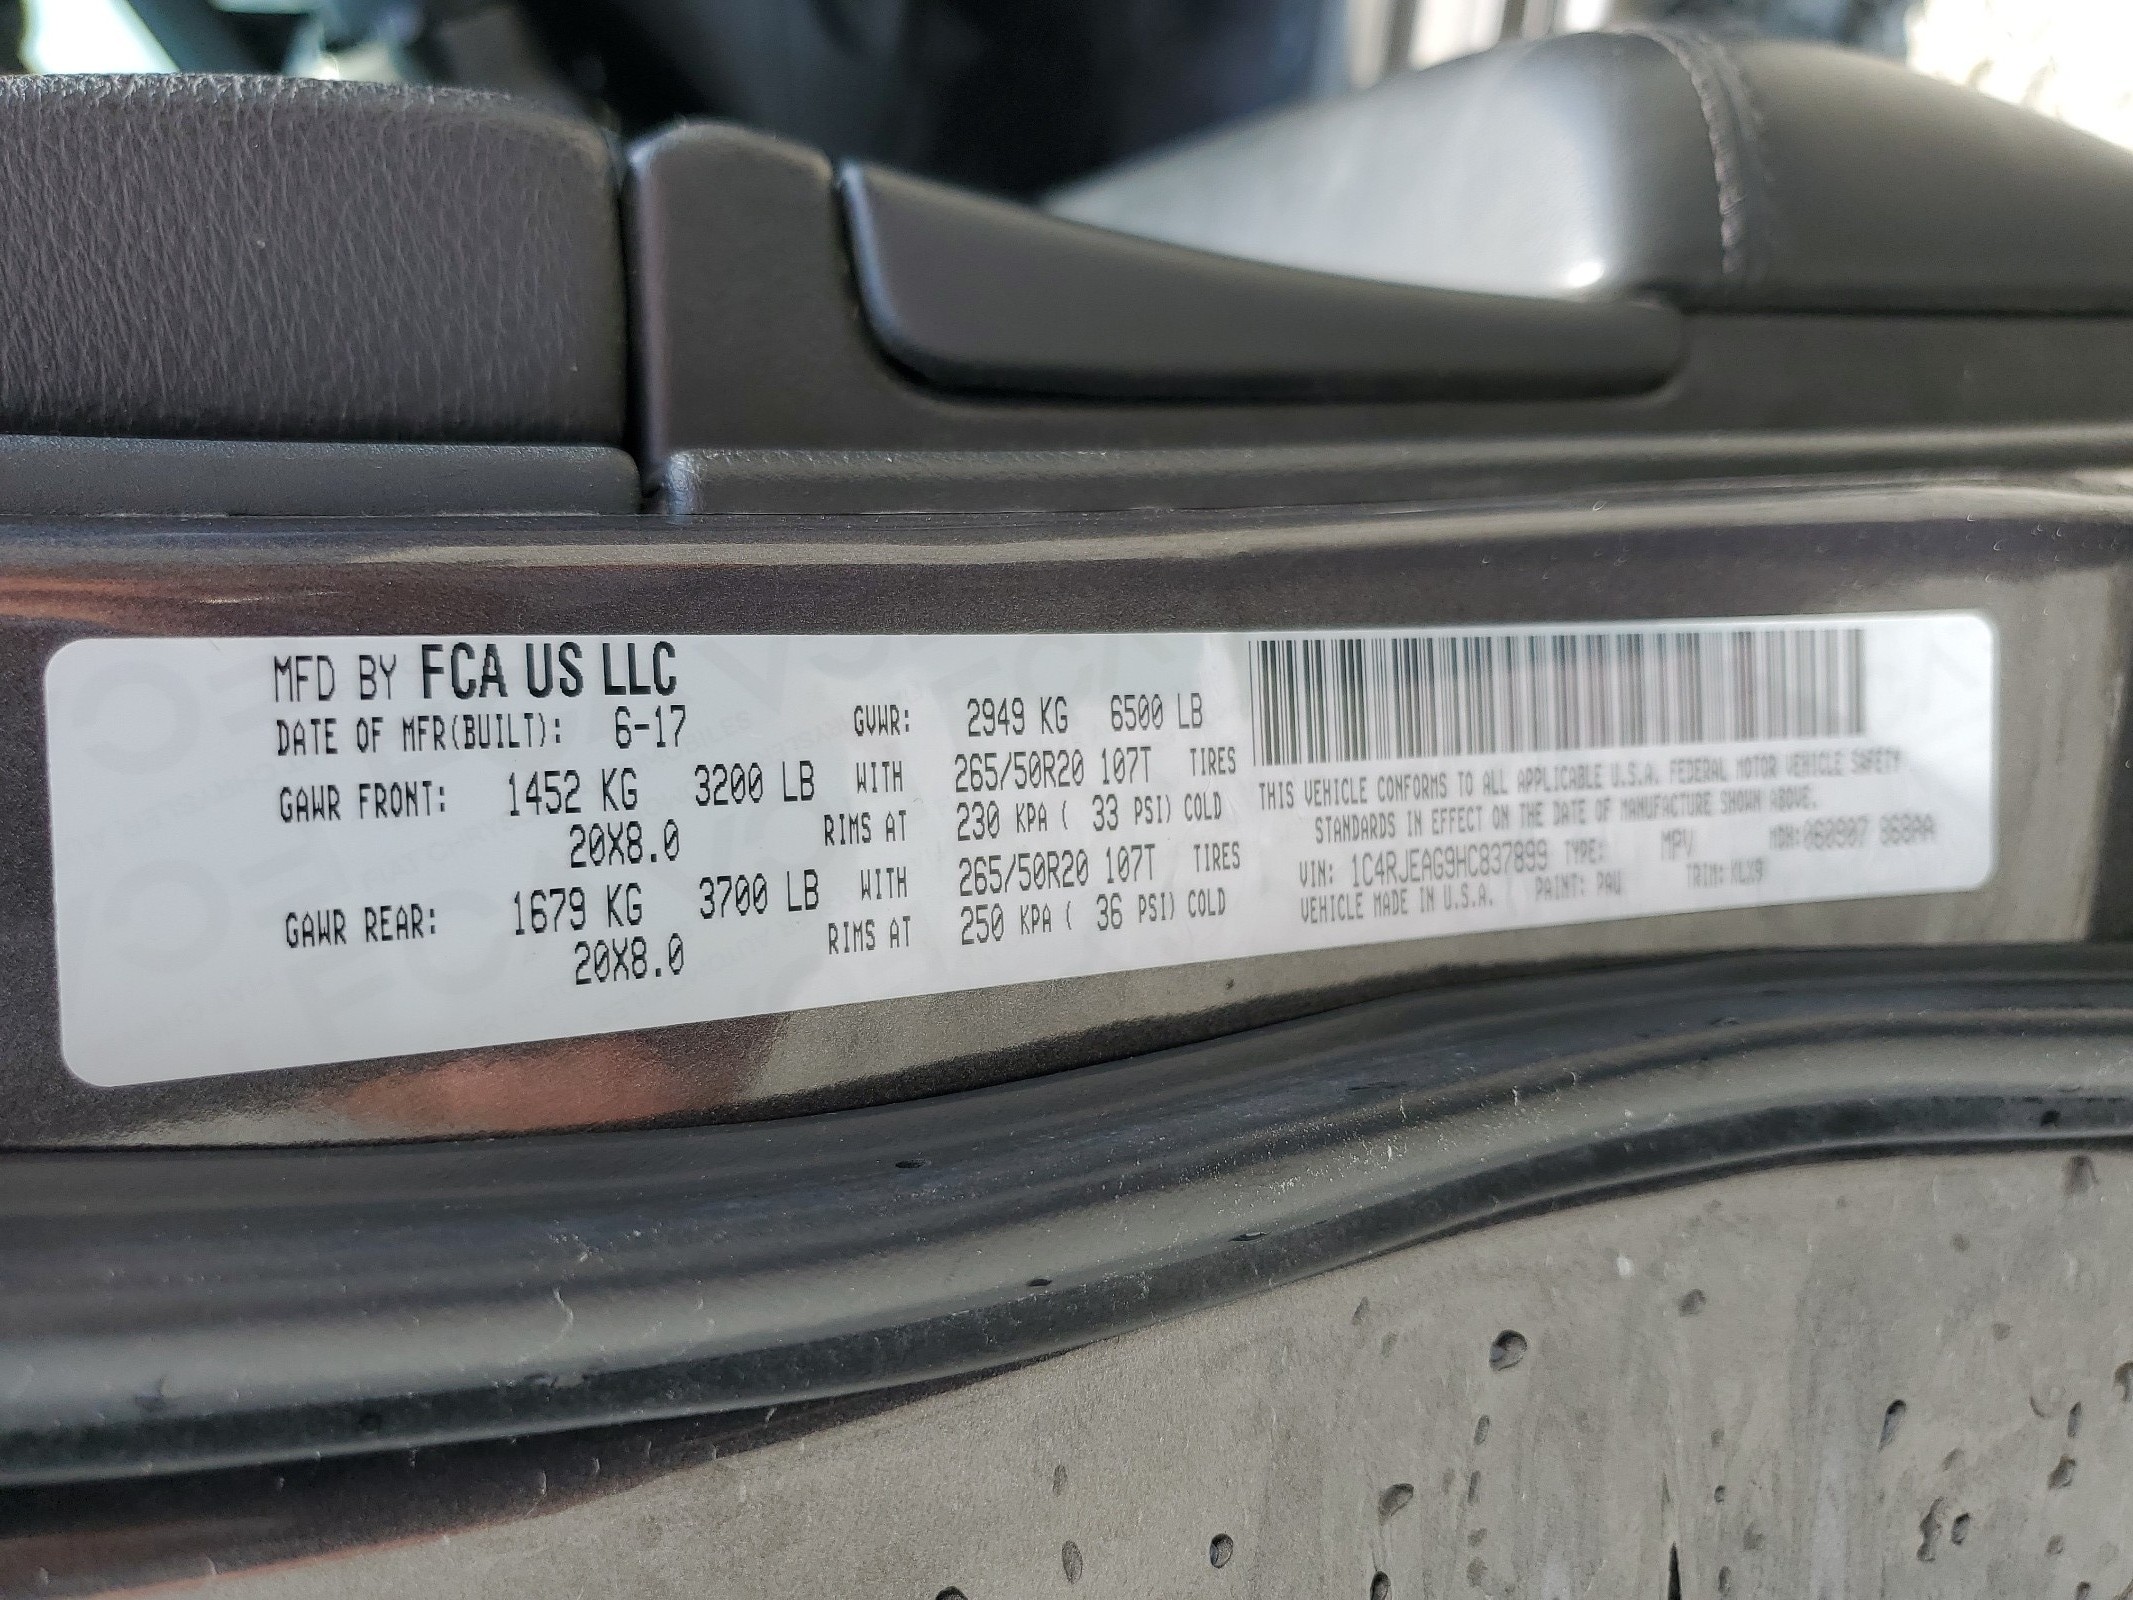 MFD BY FCA US LLC
DATE OF MFR(BUILT): 6-17 GVWR: 2949 KG 6500 LB
GAWR FRONT: 1452 KG 3200 LB WITH 265/50R20 107T TIRES
20X8.0 RIMS AT 230 KPA ( 33 PSI) COLD
GAWR REAR: 1679 KG 3700 LB WITH 265/50R20 107T TIRES
20X8.0 RIMS AT 250 KPA ( 36 PSI) COLD
THIS VEHICLE CONFORMS TO ALL APPLICABLE U.S.A. FEDERAL MOTOR VEHICLE SAFETY
STANDARDS IN EFFECT ON THE DATE OF MANUFACTURE SHOWN ABOVE.
VIN: 1C4RJEAG9HC837899 TYPE: MPV MDH:
VEHICLE MADE IN U.S.A. PAINT: PAU TRIM: